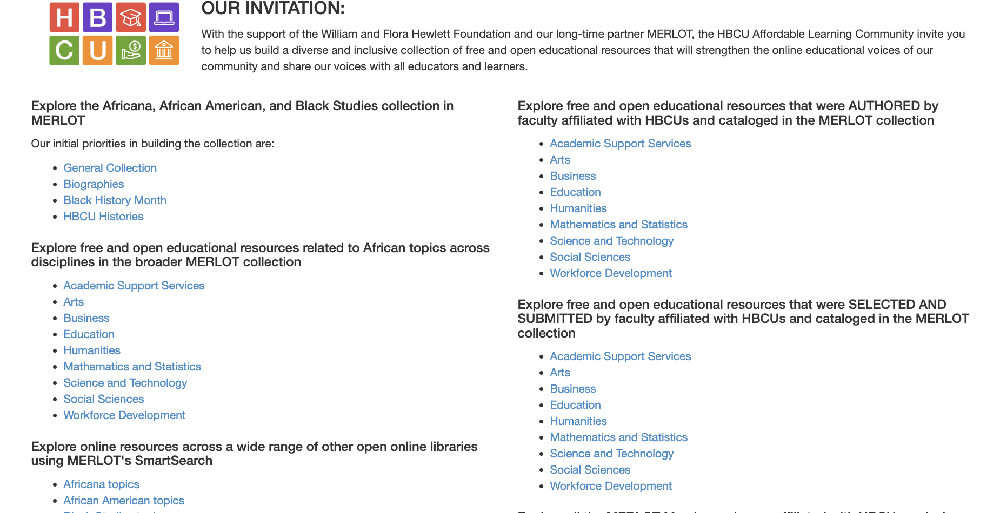 H B
C U
OUR INVITATION:
With the support of the William and Flora Hewlett Foundation and our long-time partner MERLOT, the HBCU Affordable Learning Community invite you
to help us build a diverse and inclusive collection of free and open educational resources that will strengthen the online educational voices of our
community and share our voices with all educators and learners.
Explore the Africana, African American, and Black Studies collection in
MERLOT
Our initial priorities in building the collection are:
General Collection
Biographies
Black History Month
HBCU Histories
Explore free and open educational resources related to African topics across
disciplines in the broader MERLOT collection
Academic Support Services
Arts
Business
Education
Humanities
Mathematics and Statistics
Science and Technology
Social Sciences
Workforce Development
Explore online resources across a wide range of other open online libraries
using MERLOT's SmartSearch
Africana topics
African American topics
Explore free and open educational resources that were AUTHORED by
faculty affiliated with HBCUs and cataloged in the MERLOT collection
Academic Support Services
Arts
Business
Education
Humanities
Mathematics and Statistics
Science and Technology
Social Sciences
Workforce Development
Explore free and open educational resources that were SELECTED AND
SUBMITTED by faculty affiliated with HBCUs and cataloged in the MERLOT
collection
Academic Support Services
Arts
Business
Education
Humanities
Mathematics and Statistics
Science and Technology
Social Sciences
Workforce Development